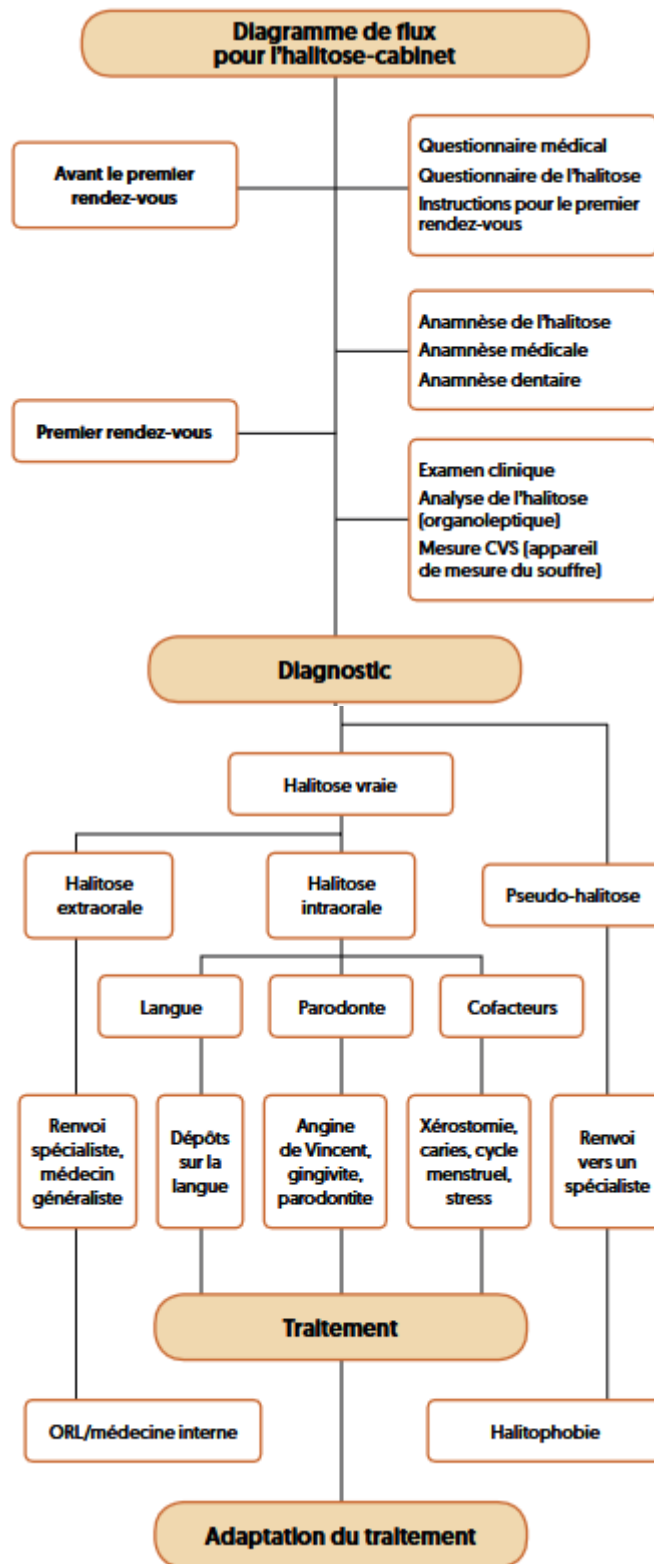 Diagramme de flux
pour l'halitose-cabinet
Avant le premier
rendez-vous
Questionnaire médical
Questionnaire de l'halitose
Instructions pour le premier
rendez-vous
Anamnèse de l'halitose
Anamnèse médicale
Anamnèse dentaire
Premier rendez-vous
Examen clinique
Analyse de l'halitose
(organoleptique)
Mesure CVS (appareil
de mesure du souffre)
Diagnostic
Halitose vraie
Halitose
extraorale
Halitose
intraorale
Pseudo-halitose
Langue
Parodonte
Cofacteurs
Renvoi
spécialiste,
médecin
généraliste
Dépôts
sur la
langue
Angine
de Vincent,
gingivite,
parodontite
Xérostomie,
caries, cycle
menstruel,
stress
Renvoi
vers un
spécialiste
Traitement
ORL/médecine interne
Halitophobie
Adaptation du traitement